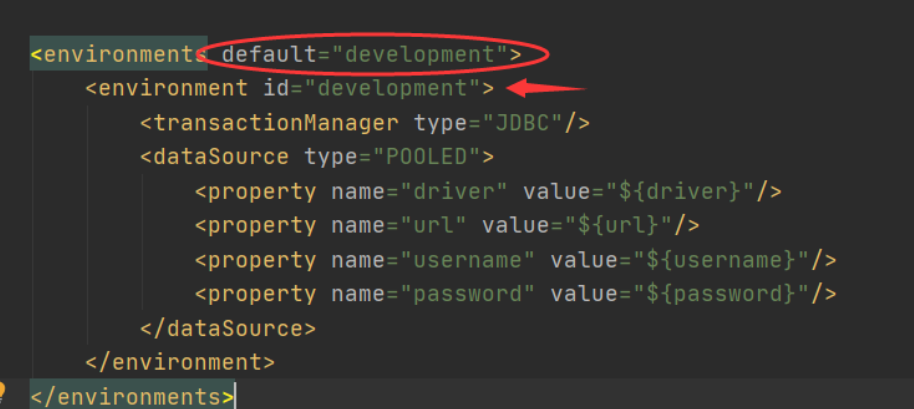 <environments default="development">
<environment id="development">
<transactionManager type="JDBC"/>
<dataSource type="POOLED">
<property name="driver" value="${driver}"/>
<property name="url" value="${url}"/>
<property name="username" value="${username}"/>
<property name="password" value="${password}"/>
</dataSource>
</environment>
</environments>